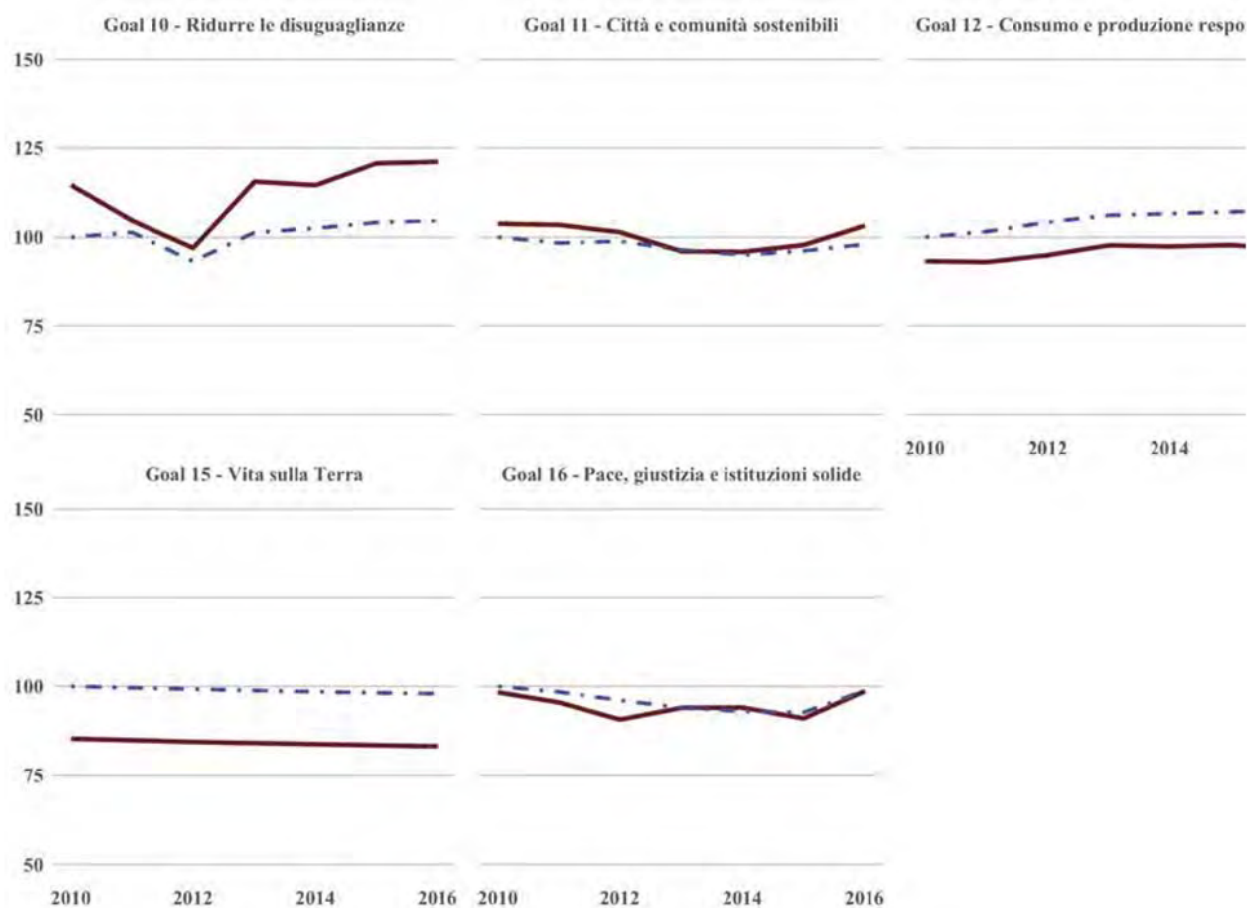 Goal 10 - Ridurre le disuguaglianze
Goal 11 - Città e comunità sostenibili
Goal 12 - Consumo e produzione respo
150
125
100
75
50
2010 2012 2014
Goal 15 - Vita sulla Terra
Goal 16 - Pace, giustizia e istituzioni solide
150
125
100
75
50
2010 2012 2014 2016
2010 2012 2014 2016